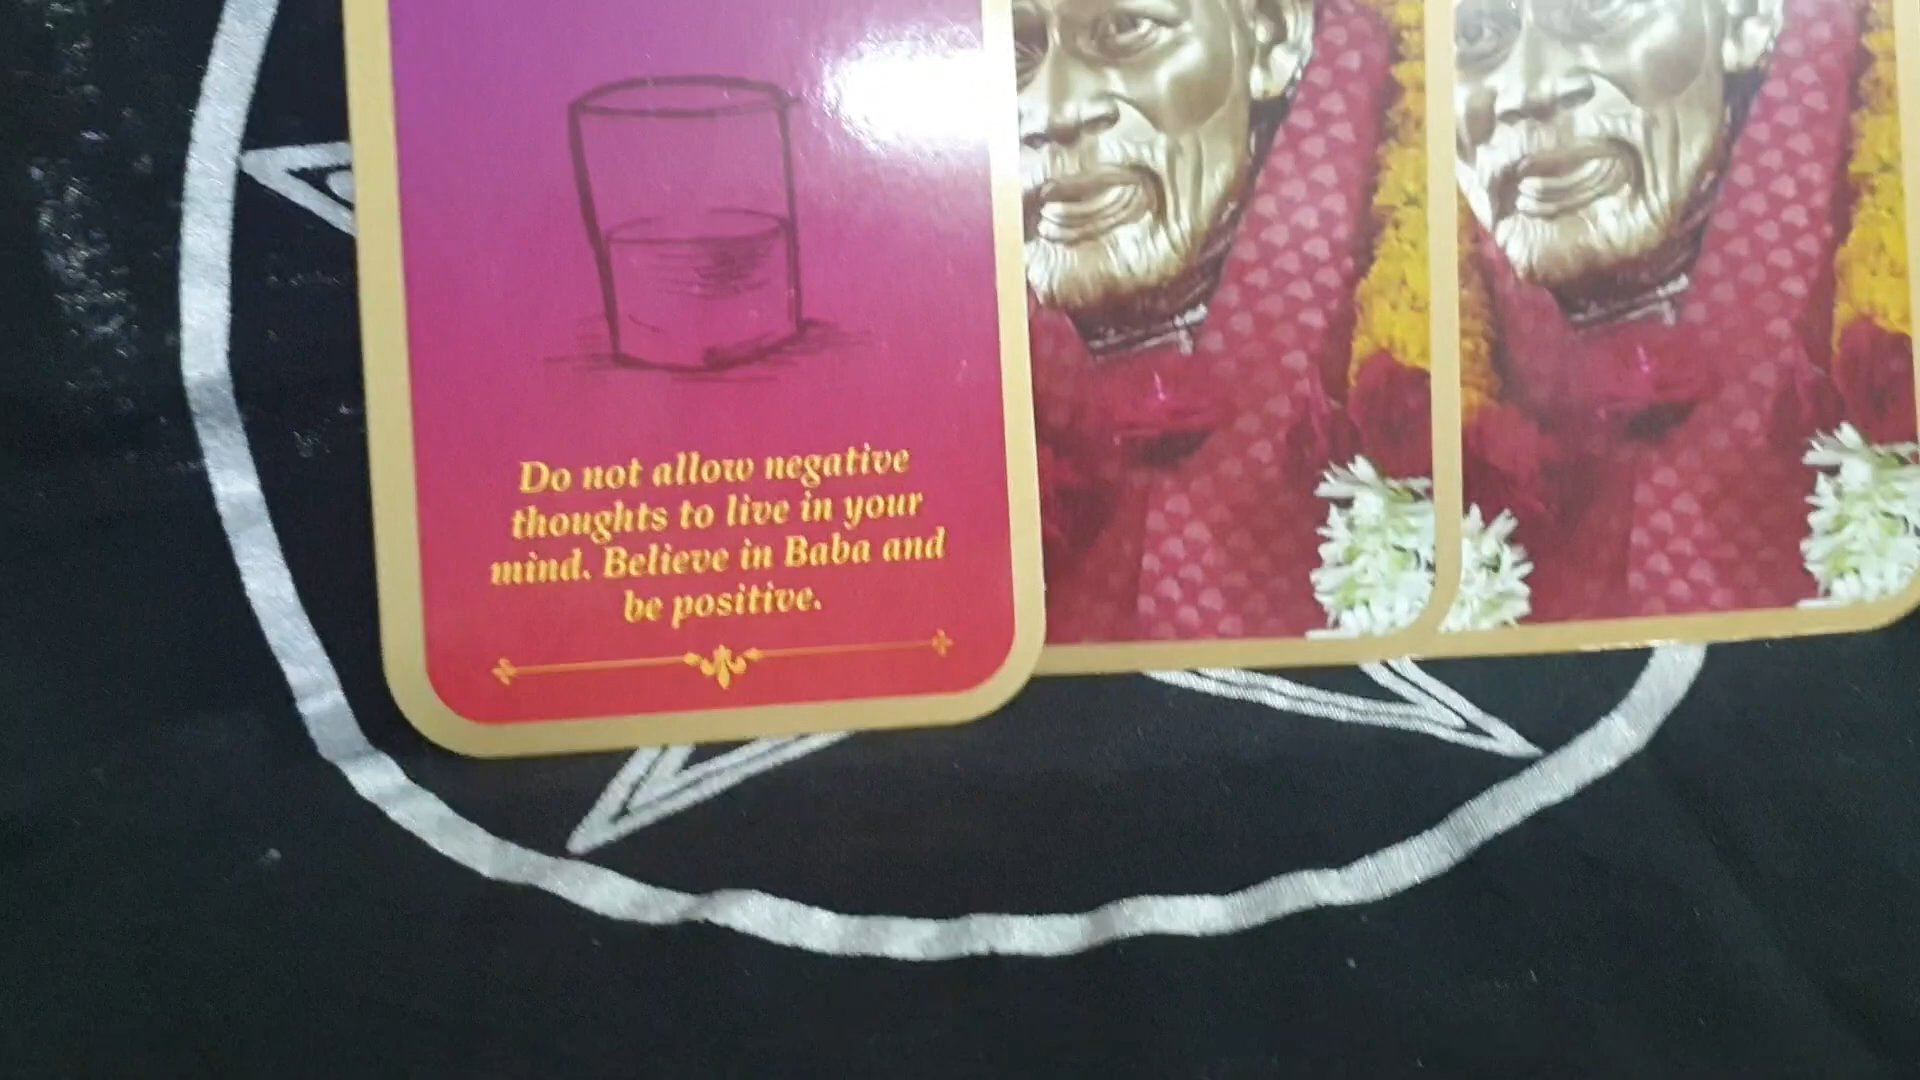 Do not allow negative
thoughts to live in your
mind. Believe in Baba and
be positive.